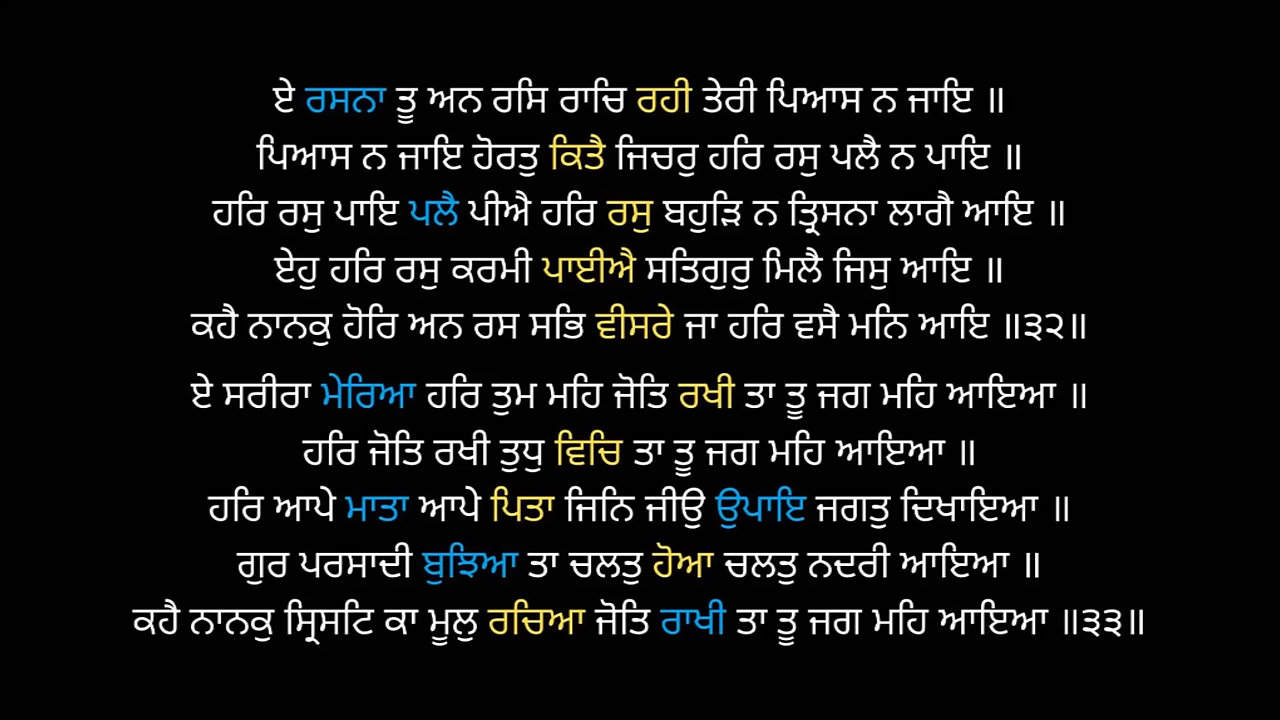 ਏ ਰਸਨਾ ਤੂ ਅਨ ਰਸਿ ਰਾਚਿ ਰਹੀ ਤੇਰੀ ਪਿਆਸ ਨ ਜਾਇ ॥
ਪਿਆਸ ਨ ਜਾਇ ਹੋਰਤੁ ਕਿਤੈ ਜਿਚਰੁ ਹਰਿ ਰਸੁ ਪਲੈ ਨ ਪਾਇ ॥
ਹਰਿ ਰਸੁ ਪਾਇ ਪਲੈ ਪੀਐ ਹਰਿ ਰਸੁ ਬਹੁੜਿ ਨ ਤ੍ਰਿਸਨਾ ਲਾਗੈ ਆਇ ॥
ਏਹੁ ਹਰਿ ਰਸੁ ਕਰਮੀ ਪਾਈਐ ਸਤਿਗੁਰੁ ਮਿਲੈ ਜਿਸੁ ਆਇ ॥
ਕਹੈ ਨਾਨਕੁ ਹੋਰਿ ਅਨ ਰਸ ਸਭਿ ਵੀਸਰੇ ਜਾ ਹਰਿ ਵਸੈ ਮਨਿ ਆਇ ॥੩੨॥
ਏ ਸਰੀਰਾ ਮੇਰਿਆ ਹਰਿ ਤੁਮ ਮਹਿ ਜੋਤਿ ਰਖੀ ਤਾ ਤੂ ਜਗ ਮਹਿ ਆਇਆ ॥
ਹਰਿ ਜੋਤਿ ਰਖੀ ਤੁਧੁ ਵਿਚਿ ਤਾ ਤੂ ਜਗ ਮਹਿ ਆਇਆ ॥
ਹਰਿ ਆਪੇ ਮਾਤਾ ਆਪੇ ਪਿਤਾ ਜਿਨਿ ਜੀਉ ਉਪਾਇ ਜਗਤੁ ਦਿਖਾਇਆ ॥
ਗੁਰ ਪਰਸਾਦੀ ਬੁਝਿਆ ਤਾ ਚਲਤੁ ਹੋਆ ਚਲਤੁ ਨਦਰੀ ਆਇਆ ॥
ਕਹੈ ਨਾਨਕੁ ਸ੍ਰਿਸਟਿ ਕਾ ਮੂਲੁ ਰਚਿਆ ਜੋਤਿ ਰਾਖੀ ਤਾ ਤੂ ਜਗ ਮਹਿ ਆਇਆ ॥੩੩॥